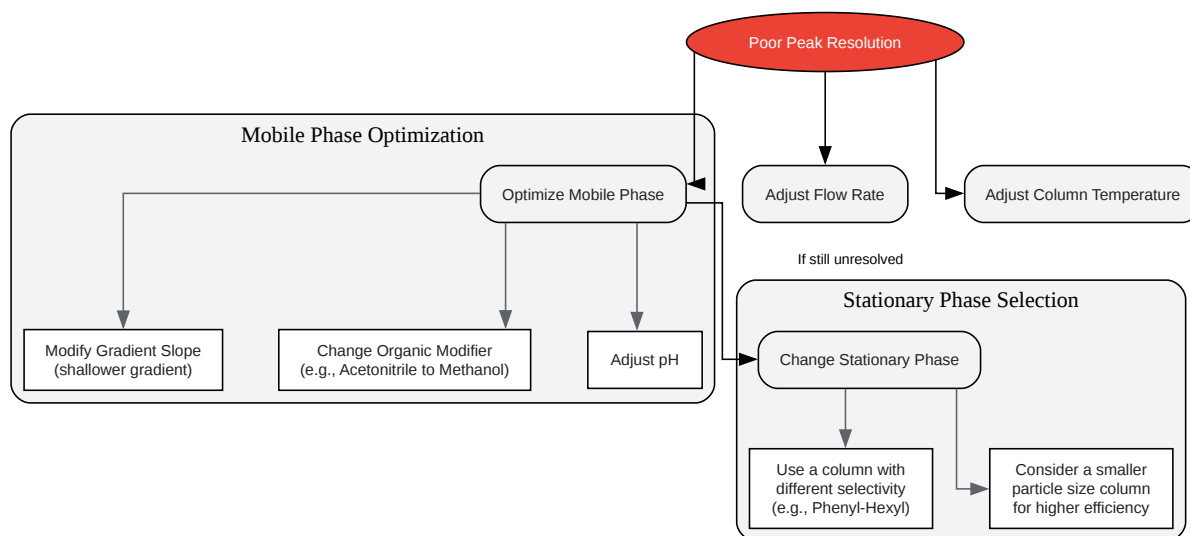 Poor Peak Resolution
Mobile Phase Optimization
Optimize Mobile Phase
Adjust Flow Rate
Adjust Column Temperature
If still unresolved
Modify Gradient Slope
(shallower gradient)
Change Organic Modifier
(e.g., Acetonitrile to Methanol)
Adjust pH
Stationary Phase Selection
Change Stationary Phase
Use a column with
different selectivity
(e.g., Phenyl-Hexyl)
Consider a smaller
particle size column
for higher efficiency